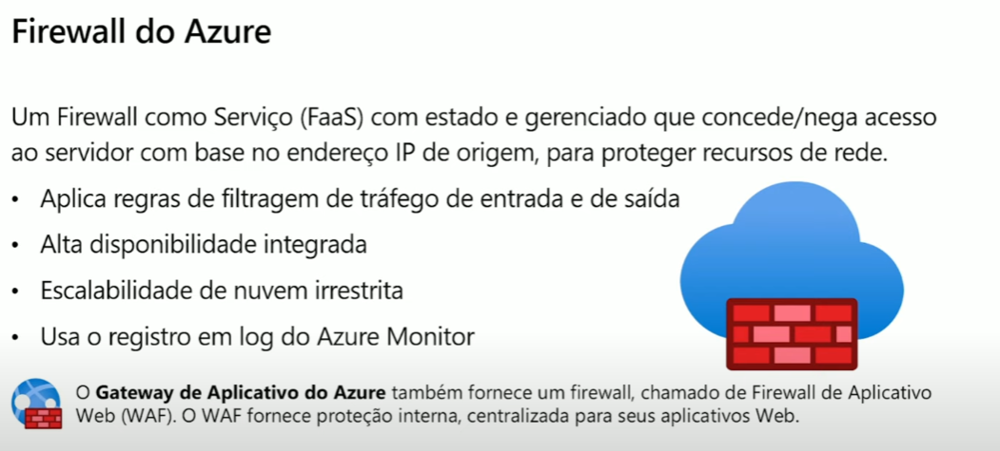 Firewall do Azure
Um Firewall como Serviço (FaaS) com estado e gerenciado que concede/nega acesso
ao servidor com base no endereço IP de origem, para proteger recursos de rede.
• Aplica regras de filtragem de tráfego de entrada e de saída
• Alta disponibilidade integrada
• Escalabilidade de nuvem irrestrita
• Usa o registro em log do Azure Monitor
O Gateway de Aplicativo do Azure também fornece um firewall, chamado de Firewall de Aplicativo
Web (WAF). O WAF fornece proteção interna, centralizada para seus aplicativos Web.